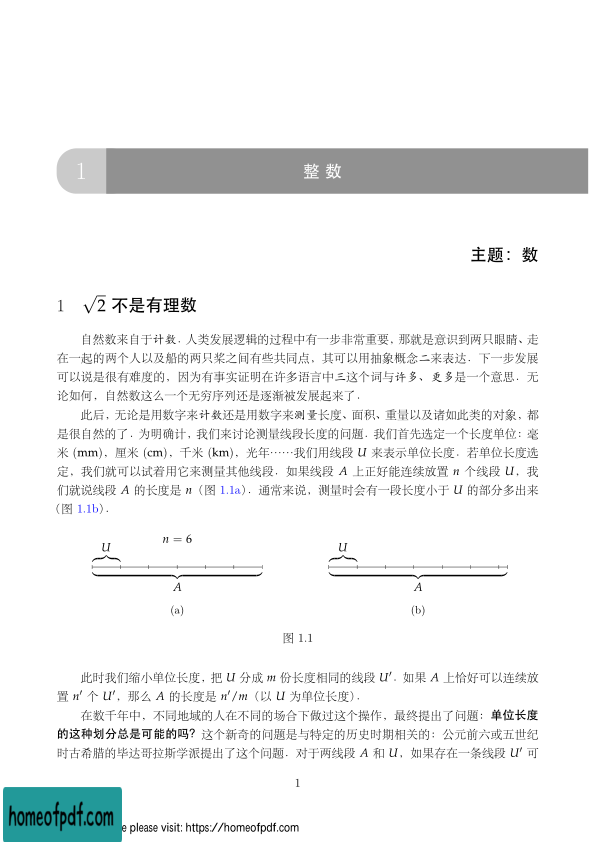 1
整 数
主题：数
1 √2 不是有理数
自然数来自于计数．人类发展逻辑的过程中有一步非常重要，那就是意识到两只眼睛、走
在一起的两个人以及船的两只桨之间有些共同点，其可以用抽象概念二来表达．下一步发展
可以说是很有难度的，因为有事实证明在许多语言中三这个词与许多、更多是一个意思．无
论如何，自然数这么一个无穷序列还是逐渐被发展起来了．
此后，无论是用数字来计数还是用数字来测量长度、面积、重量以及诸如此类的对象，都
是很自然的了．为明确计，我们来讨论测量线段长度的问题．我们首先选定一个长度单位：毫
米 (mm)，厘米 (cm)，千米 (km)，光年……我们用线段 U 来表示单位长度．若单位长度选
定，我们就可以试着用它来测量其他线段．如果线段 A 上正好能连续放置 n 个线段 U，我
们就说线段 A 的长度是 n（图 1.1a）．通常来说，测量时会有一段长度小于 U 的部分多出来
（图 1.1b）．
U
n = 6
A
(a)
U
A
(b)
图 1.1
此时我们缩小单位长度，把 U 分成 m 份长度相同的线段 U′．如果 A 上恰好可以连续放
置 n′ 个 U′，那么 A 的长度是 n′/m（以 U 为单位长度）．
在数千年中，不同地域的人在不同的场合下做过这个操作，最终提出了问题：单位长度
的这种划分总是可能的吗？这个新奇的问题是与特定的历史时期相关的：公元前六或五世纪
时古希腊的毕达哥拉斯学派提出了这个问题．对于两线段 A 和 U，如果存在一条线段 U′ 可
1
homeofpdf.com
e please visit: https://homeofpdf.com